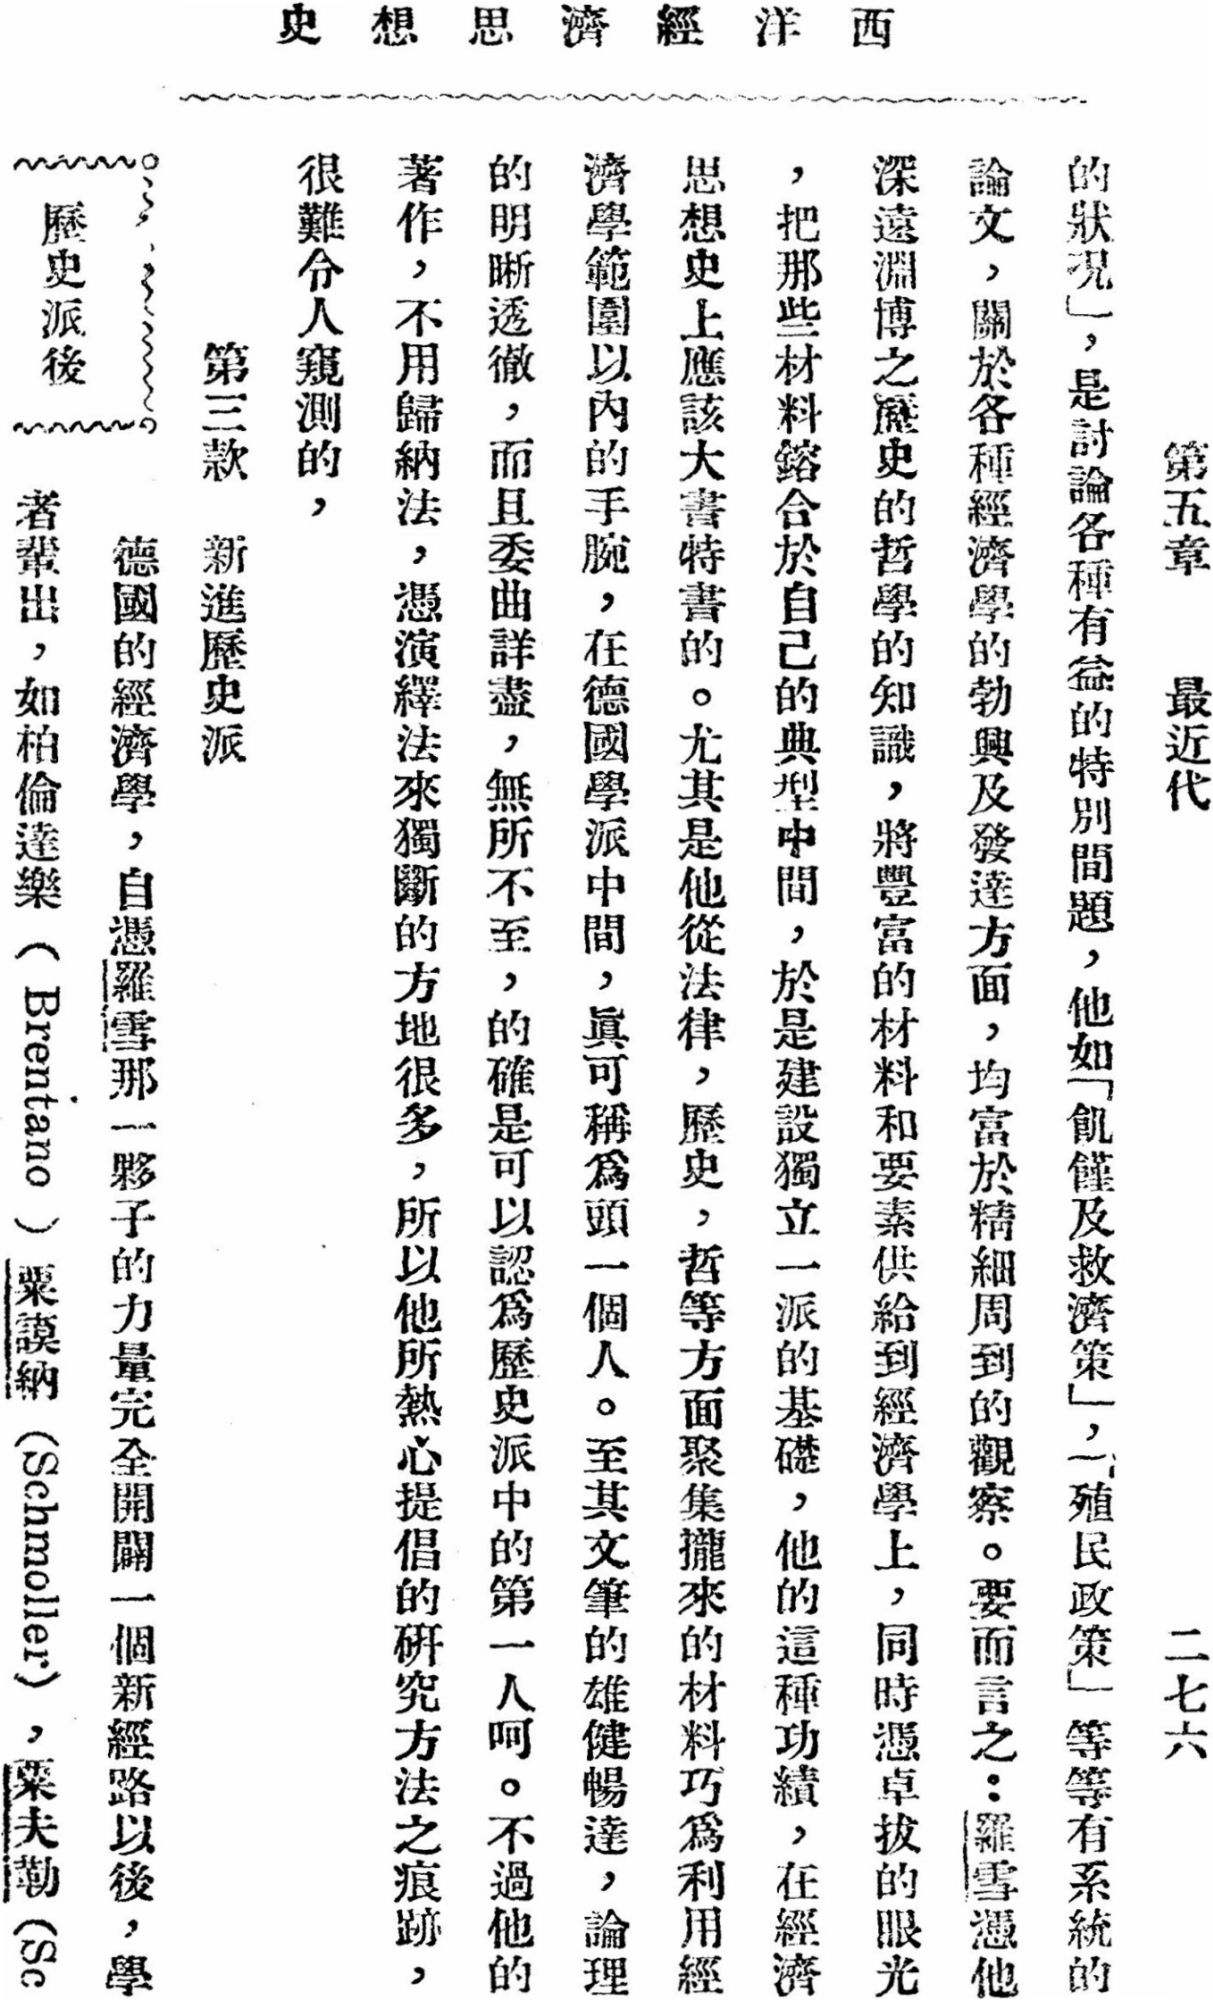 西洋經濟思想史
第五章　最近代　二七六
的狀況」，是討論各種有益的特別間題，他如「飢饉及救濟策」，「殖民政策」等等有系統的
論文，關於各種經濟學的勃興及發達方面，均富於精細周到的觀察。要而言之：羅雪憑他
深遠淵博之歷史的哲學的知識，將豐富的材料和要素供給到經濟學上，同時憑卓拔的眼光
，把那些材料鎔合於自己的典型中間，於是建設獨立一派的基礎，他的這種功績，在經濟
思想史上應該大書特書的。尤其是他從法律，歷史，哲等方面聚集攏來的材料巧爲利用經
濟學範圍以內的手腕，在德國學派中間，眞可稱爲頭一個人。至其文筆的雄健暢達，論理
的明晰透徹，而且委曲詳盡，無所不至，的確是可以認爲歷史派中的第一人呵。不過他的
著作，不用歸納法，憑演繹法來獨斷的方地很多，所以他所熱心提倡的研究方法之痕跡，
很難令人窺測的，
第三款　新進歷史派
德國的經濟學，自憑羅雪那一夥子的力量完全開闢一個新經路以後，學
歷史派後
者輩出，如柏倫達樂（Brentano）粟謨納（Schmoller），粟夫勒（Sc